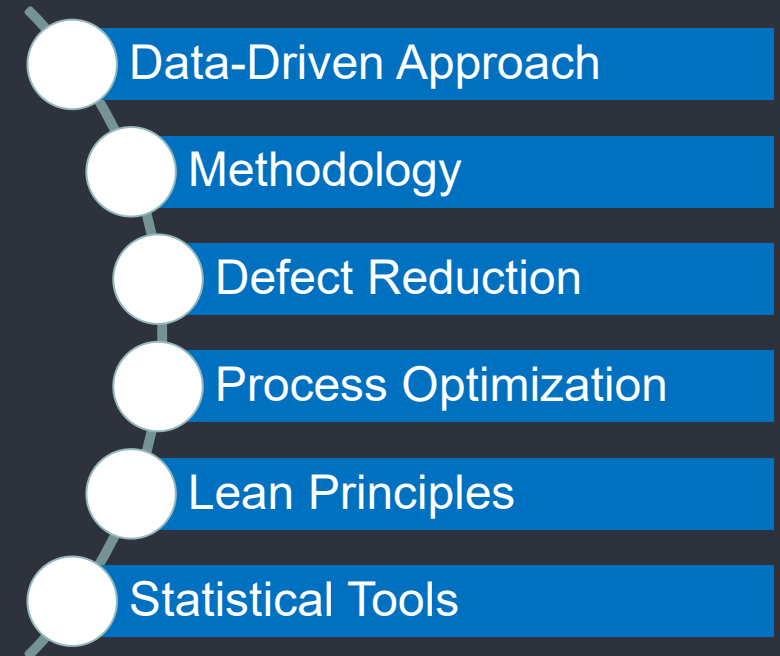 Data-Driven Approach
Methodology
Defect Reduction
Process Optimization
Lean Principles
Statistical Tools